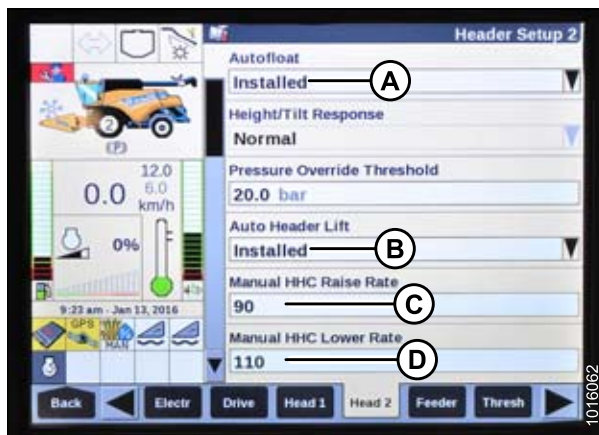 Header Setup 2
Autofloat
Installed
A
Height/Tilt Response
Normal
Pressure Override Threshold
20.0 bar
Auto Header Lift
Installed
B
Manual HHC Raise Rate
90
C
Manual HHC Lower Rate
110
D
2
(P)
12.0
0.0 6.0
km/h
0%
9:23 am - Jan 13, 2016
GPS
MAN
Back
Electr
Drive
Head 1
Head 2
Feeder
Thresh
1016062